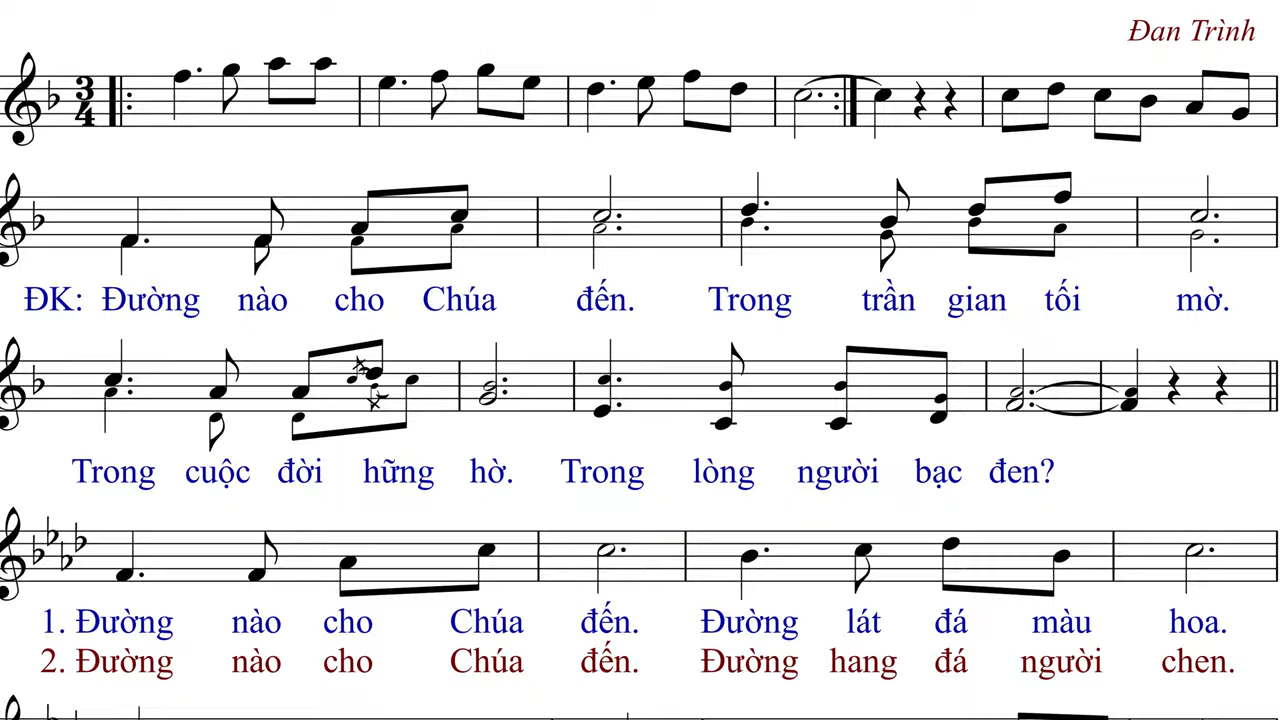 Đan Trình
3
4
ĐK: Đường nào cho Chúa đến. Trong trần gian tối mờ.
Trong cuộc đời hững hờ. Trong lòng người bạc đen?
1. Đường nào cho Chúa đến. Đường lát đá màu hoa.
2. Đường nào cho Chúa đến. Đường hang đá người chen.